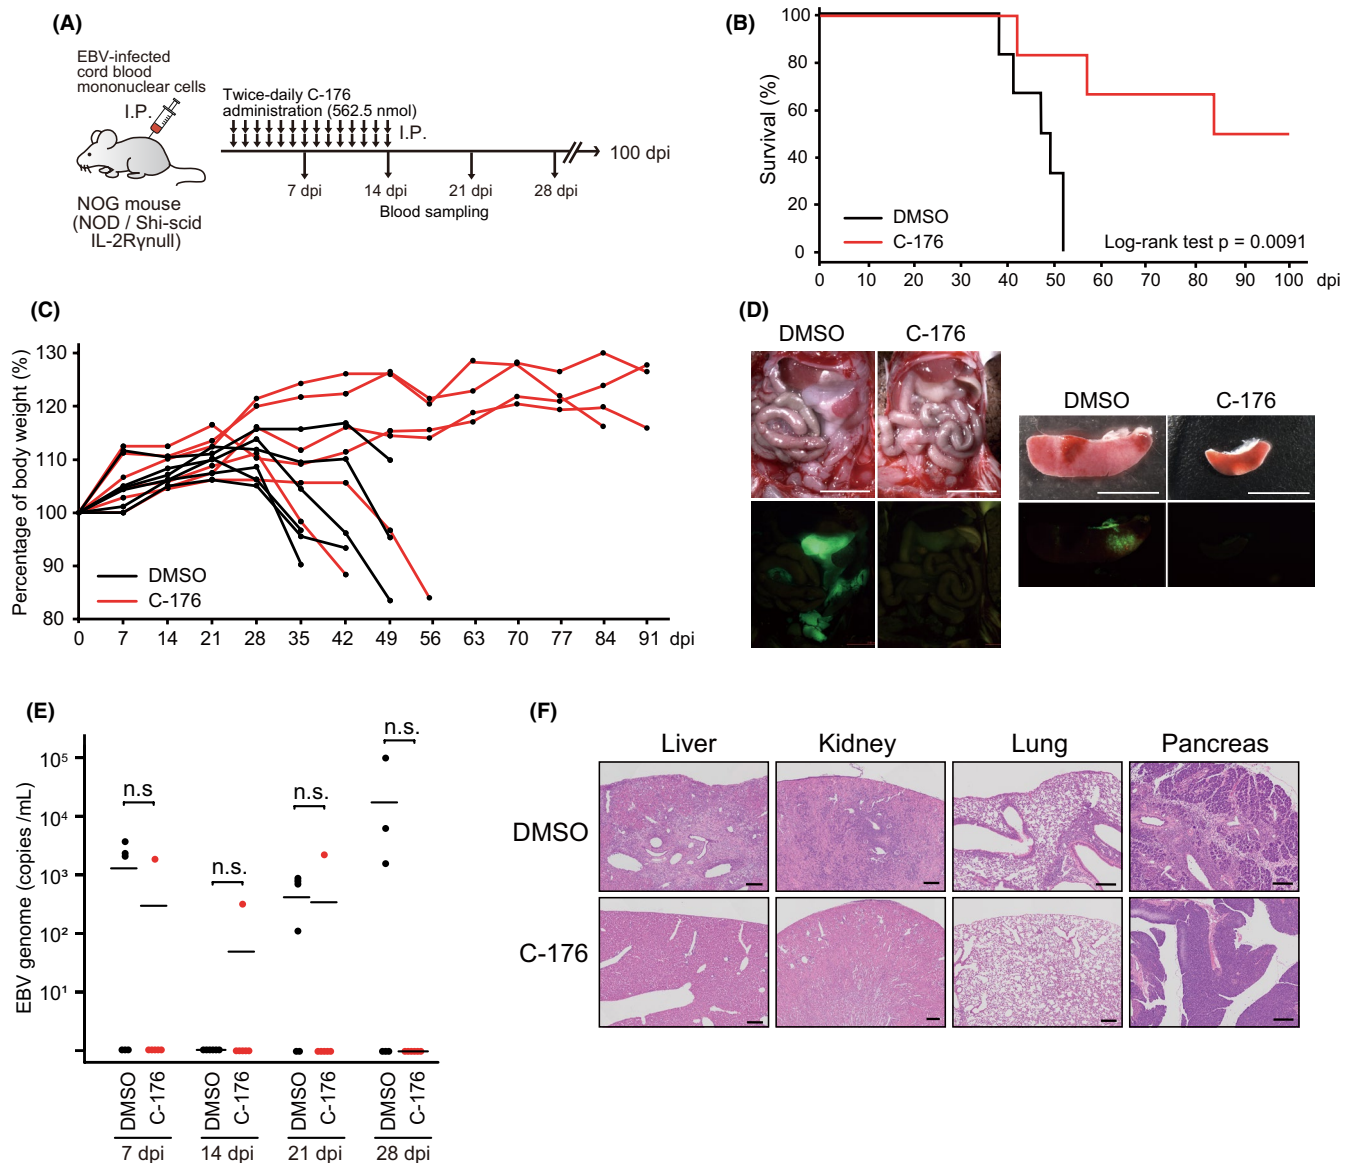 (A)
EBV-infected
cord blood
mononuclear cells
I.P.
Twice-daily C-176
administration (562.5 nmol)
I.P.
100 dpi
7 dpi
14 dpi
21 dpi
28 dpi
Blood sampling
NOG mouse
(NOD / Shi-scid
IL-2Rγnull)
(B)
Survival (%)
100
80
60
40
20
0
DMSO
C-176
Log-rank test p = 0.0091
0 10 20 30 40 50 60 70 80 90 100 dpi
(C)
Percentage of body weight (%)
130
120
110
100
90
80
DMSO
C-176
0 7 14 21 28 35 42 49 56 63 70 77 84 91 dpi
(D)
DMSO C-176
DMSO C-176
(E)
EBV genome (copies /mL)
10⁵
10⁴
10³
10²
10¹
n.s
n.s.
n.s.
n.s.
DMSO C-176 DMSO C-176 DMSO C-176 DMSO C-176
7 dpi 14 dpi 21 dpi 28 dpi
(F)
Liver Kidney Lung Pancreas
DMSO
C-176